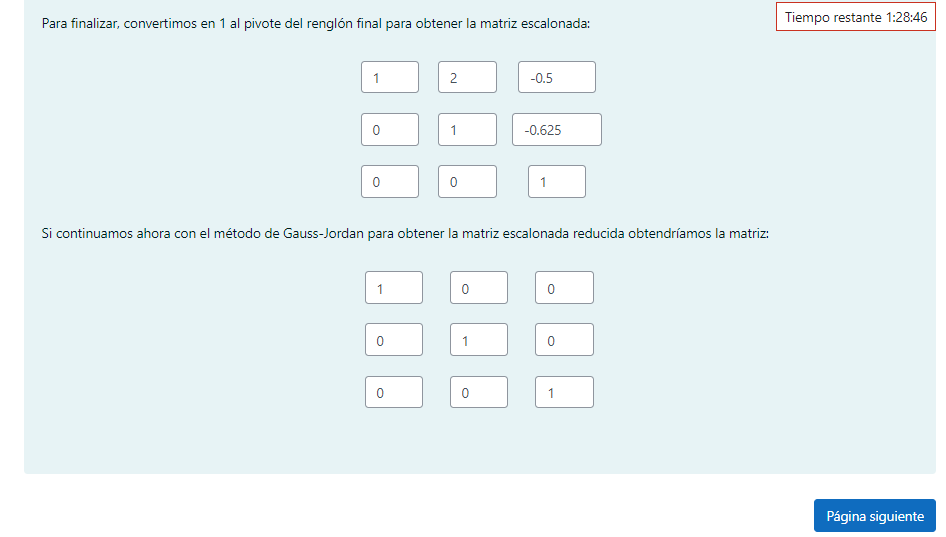 Tiempo restante 1:28:46
Para finalizar, convertimos en 1 al pivote del renglón final para obtener la matriz escalonada:
1 2 -0.5
0 1 -0.625
0 0 1
Si continuamos ahora con el método de Gauss-Jordan para obtener la matriz escalonada reducida obtendríamos la matriz:
1 0 0
0 1 0
0 0 1
Página siguiente